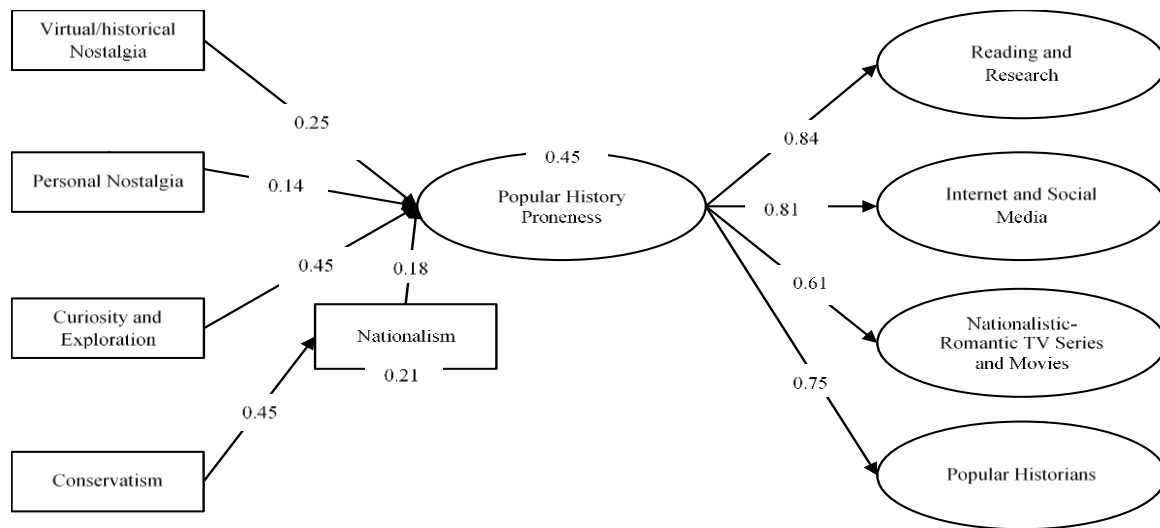 Virtual/historical
Nostalgia
0.25
Personal Nostalgia
0.14
Curiosity and
Exploration
0.45
Conservatism
0.45
Nationalism
0.21
0.18
0.45
Popular History
Proneness
0.84
Reading and
Research
0.81
Internet and Social
Media
0.61
Nationalistic-
Romantic TV Series
and Movies
0.75
Popular Historians